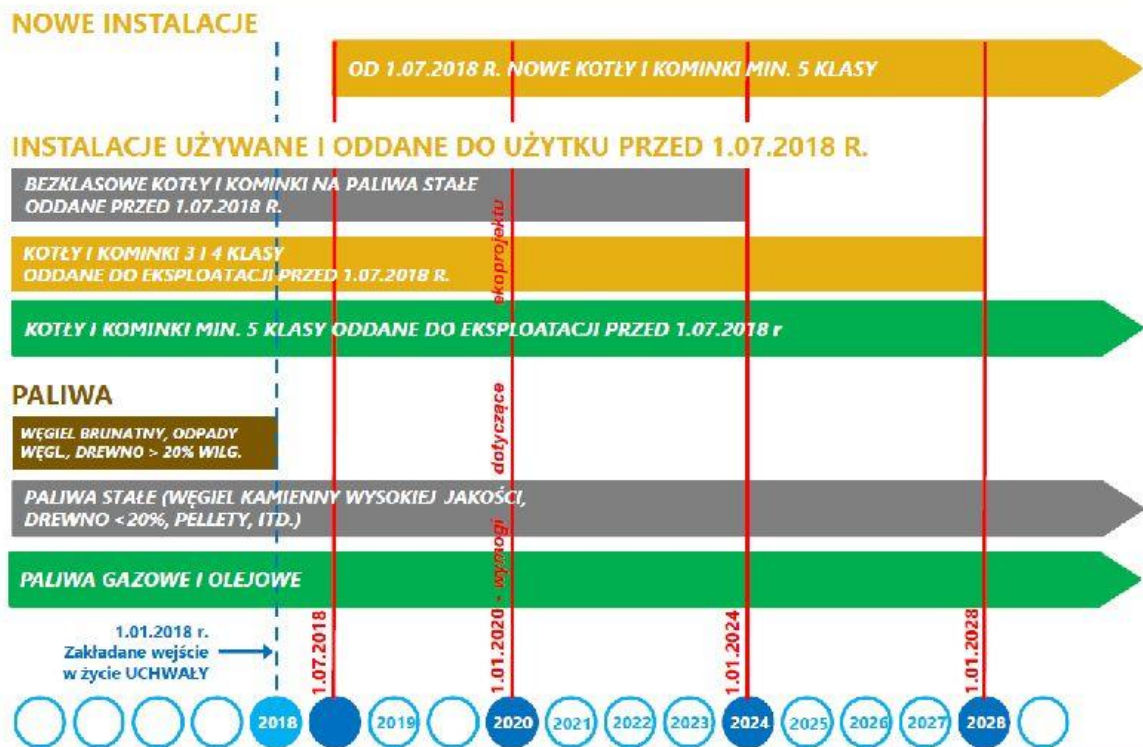 NOWE INSTALACJE
OD 1.07.2018 R. NOWE KOTŁY I KOMINKI MIN. 5 KLASY
INSTALACJE UŻYWANE I ODDANE DO UŻYTKU PRZED 1.07.2018 R.
BEZKLASOWE KOTŁY I KOMINKI NA PALIWA STAŁE
ODDANE PRZED 1.07.2018 R.
KOTŁY I KOMINKI 3 I 4 KLASY
ODDANE DO EKSPLOATACJI PRZED 1.07.2018 R.
KOTŁY I KOMINKI MIN. 5 KLASY ODDANE DO EKSPLOATACJI PRZED 1.07.2018 r
PALIWA
WĘGIEL BRUNATNY, ODPADY
WĘGL., DREWNO > 20% WILG.
PALIWA STAŁE (WĘGIEL KAMIENNY WYSOKIEJ JAKOŚCI,
DREWNO <20%, PELLETY, ITD.)
PALIWA GAZOWE I OLEJOWE
1.01.2018 r.
Zakładane wejście
w życie UCHWAŁY
1.07.2018
1.01.2020 - wymogi dotyczące ekoprojektu
1.01.2024
1.01.2028
2018 2019 2020 2021 2022 2023 2024 2025 2026 2027 2028